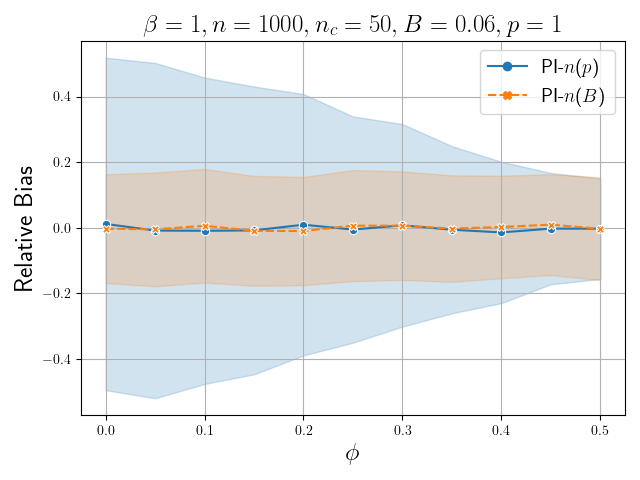 β = 1, n = 1000, n_c = 50, B = 0.06, p = 1
PI-n(p)
PI-n(B)
Relative Bias
0.4
0.2
0.0
−0.2
−0.4
0.0 0.1 0.2 0.3 0.4 0.5
ϕ